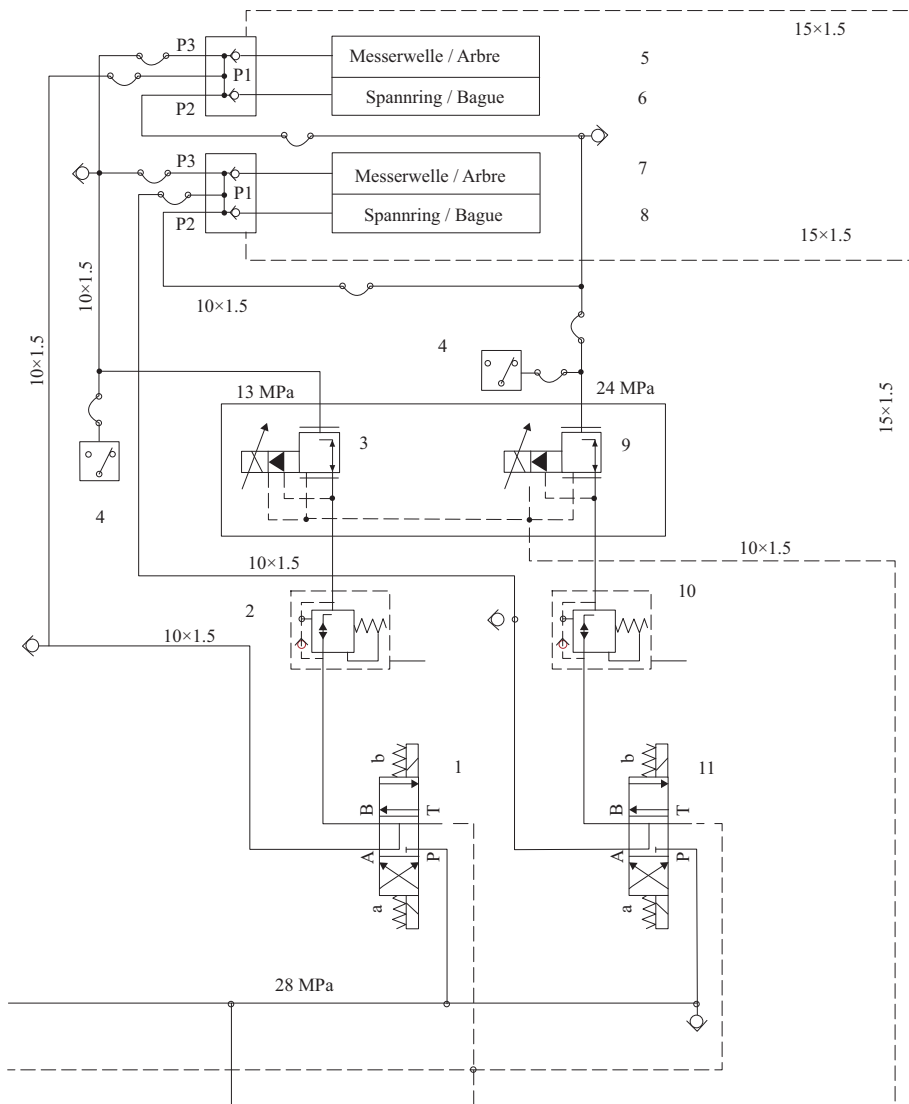 15×1.5
P3
Messerwelle / Arbre
5
P1
Spannring / Bague
6
P2
P3
Messerwelle / Arbre
7
P1
Spannring / Bague
8
P2
15×1.5
10×1.5
10×1.5
10×1.5
4
13 MPa
24 MPa
15×1.5
3
9
4
10×1.5
10×1.5
2
10
10×1.5
b
1
b
11
B
T
B
T
A
P
A
P
a
a
28 MPa